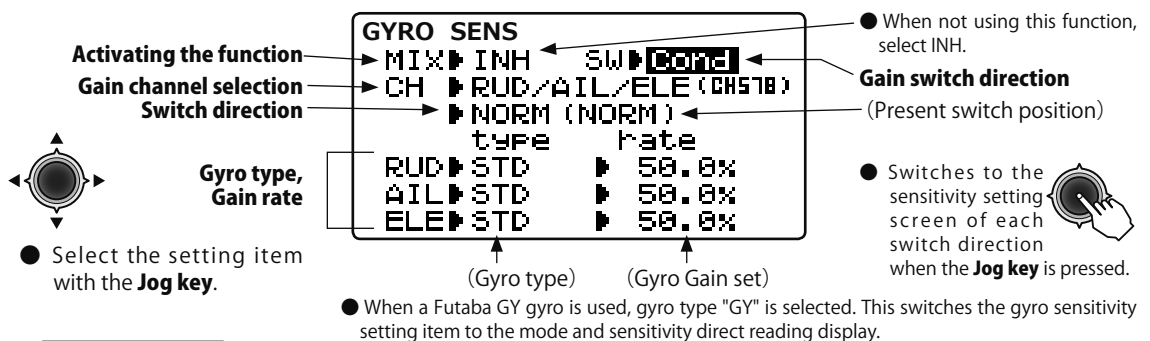 GYRO SENS
MIX▶INH SW▶Cond
CH ▶RUD/AIL/ELE(CH578)
▶NORM(NORM)
type rate
RUD▶STD ▶ 50.0%
AIL▶STD ▶ 50.0%
ELE▶STD ▶ 50.0%
Activating the function
Gain channel selection
Switch direction
Gyro type,
Gain rate
● Select the setting item
with the Jog key.
● When not using this function,
select INH.
Gain switch direction
(Present switch position)
● Switches to the
sensitivity setting
screen of each
switch direction
when the Jog key is pressed.
(Gyro type) (Gyro Gain set)
● When a Futaba GY gyro is used, gyro type "GY" is selected. This switches the gyro sensitivity
setting item to the mode and sensitivity direct reading display.